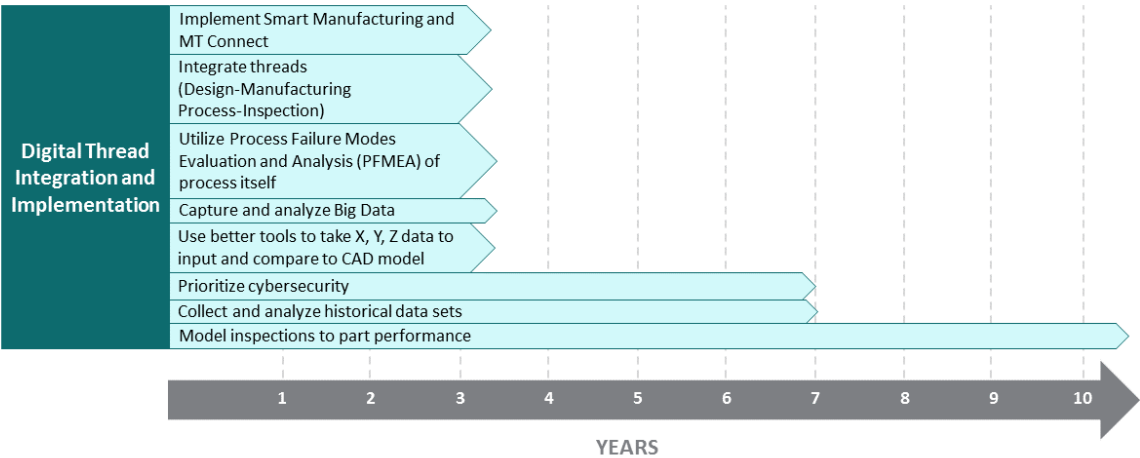 Implement Smart Manufacturing and
MT Connect
Integrate threads
(Design-Manufacturing
Process-Inspection)
Utilize Process Failure Modes
Evaluation and Analysis (PFMEA) of
process itself
Digital Thread
Integration and
Implementation
Capture and analyze Big Data
Use better tools to take X, Y, Z data to
input and compare to CAD model
Prioritize cybersecurity
Collect and analyze historical data sets
Model inspections to part performance
1 2 3 4 5 6 7 8 9 10
YEARS